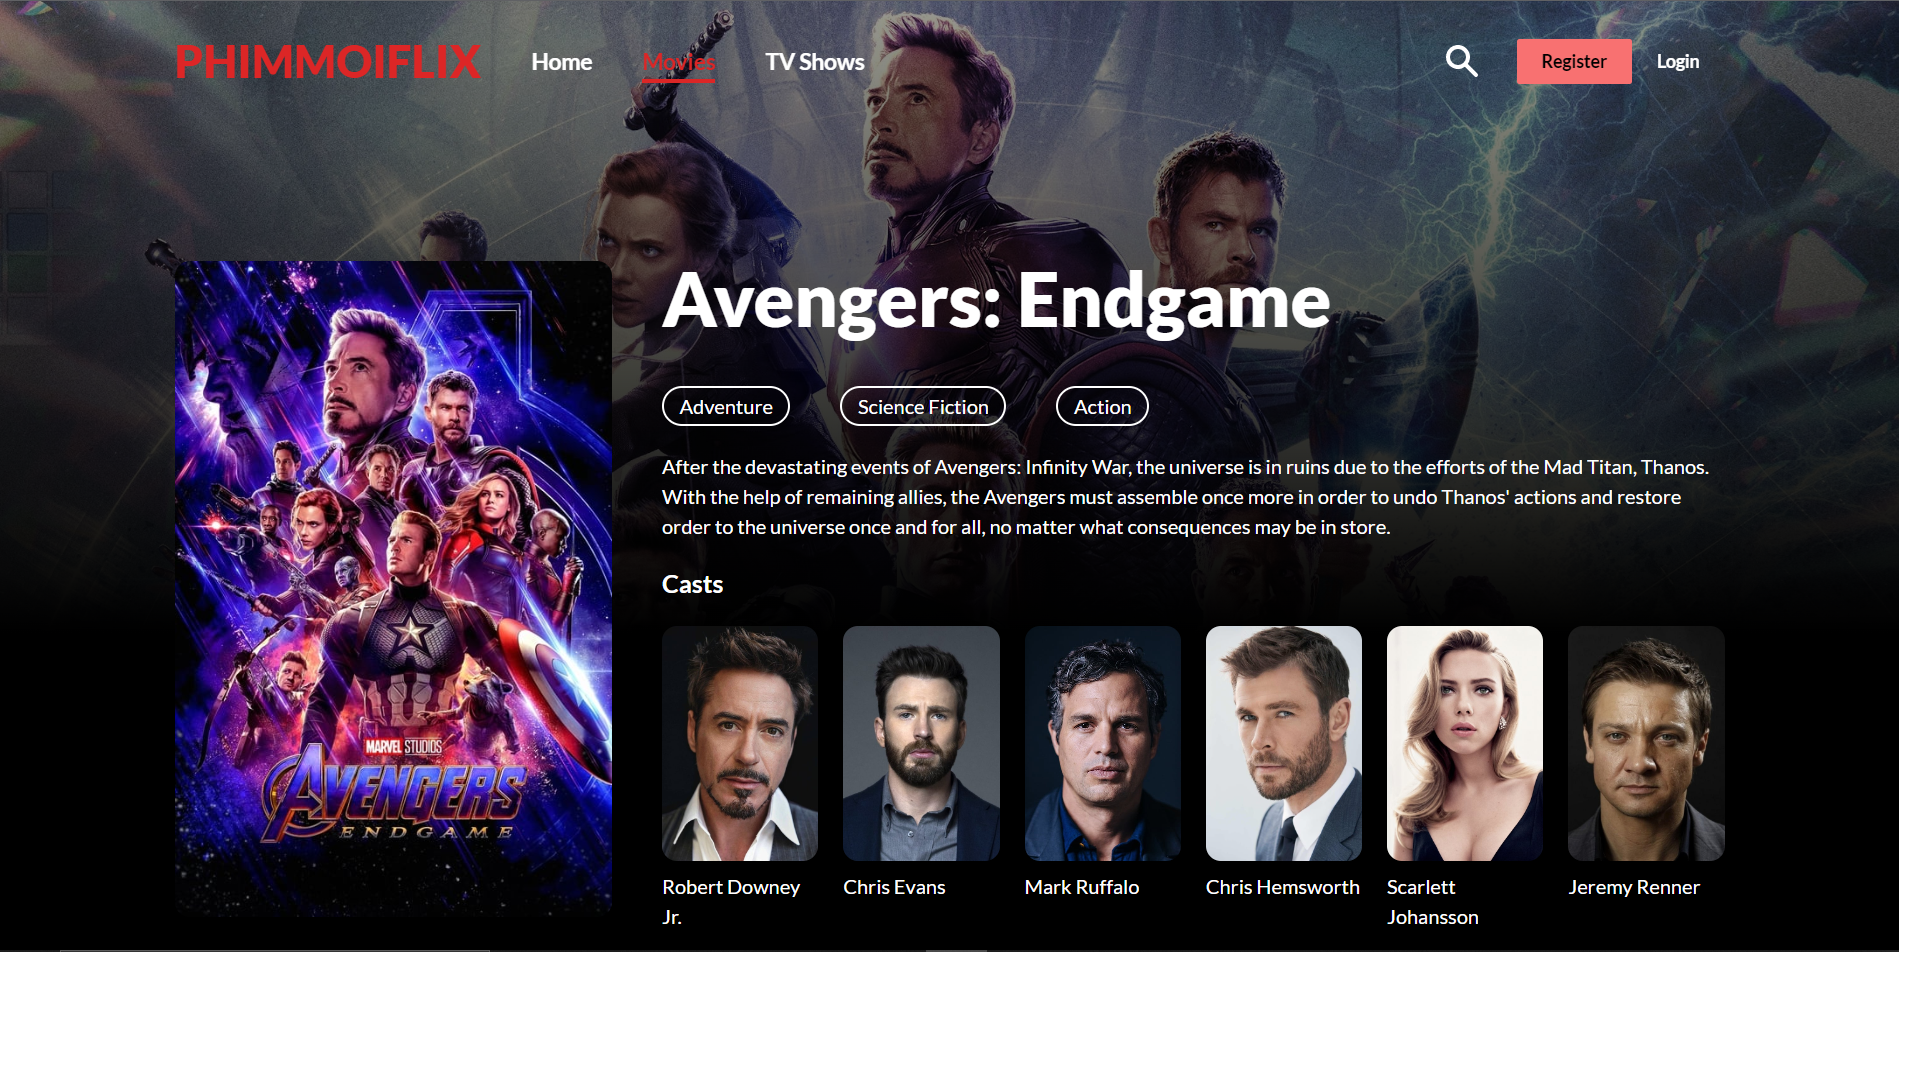 PHIMMOIFLIX
Home
Movies
TV Shows
Register
Login
Avengers: Endgame
Adventure
Science Fiction
Action
After the devastating events of Avengers: Infinity War, the universe is in ruins due to the efforts of the Mad Titan, Thanos.
With the help of remaining allies, the Avengers must assemble once more in order to undo Thanos' actions and restore
order to the universe once and for all, no matter what consequences may be in store.
Casts
MARVEL STUDIOS
AVENGERS
ENDGAME
Robert Downey
Jr.
Chris Evans
Mark Ruffalo
Chris Hemsworth
Scarlett
Johansson
Jeremy Renner